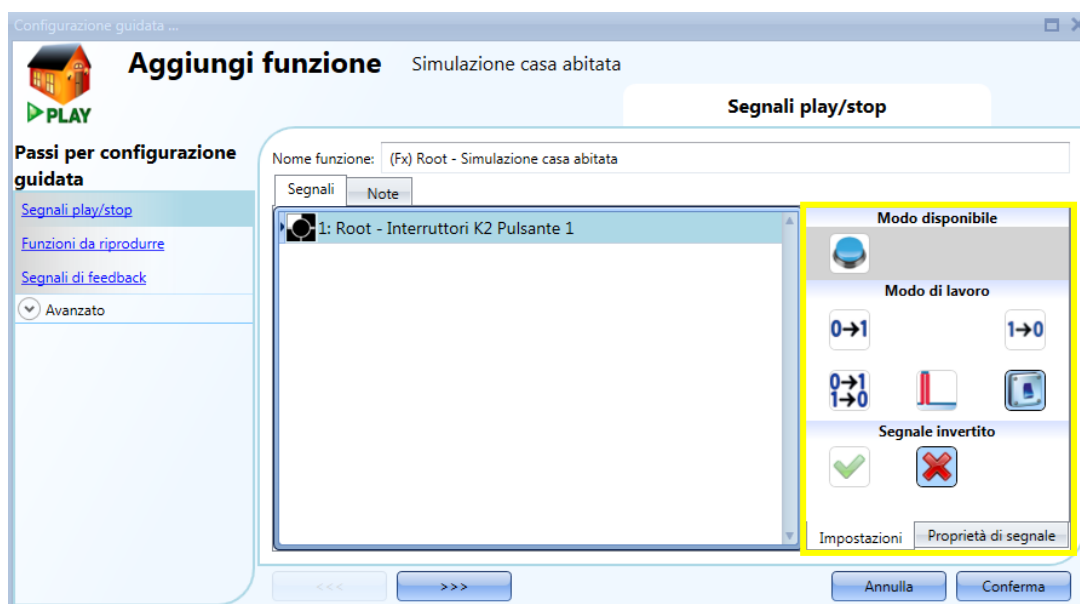 Configurazione guidata ...
Aggiungi funzione Simulazione casa abitata
PLAY
Segnali play/stop
Passi per configurazione
guidata
Segnali play/stop
Funzioni da riprodurre
Segnali di feedback
Avanzato
Nome funzione: (Fx) Root - Simulazione casa abitata
Segnali Note
1: Root - Interruttori K2 Pulsante 1
Modo disponibile
Modo di lavoro
0→1 1→0
0→1
1→0
Segnale invertito
Impostazioni Proprietà di segnale
<<< >>> Annulla Conferma